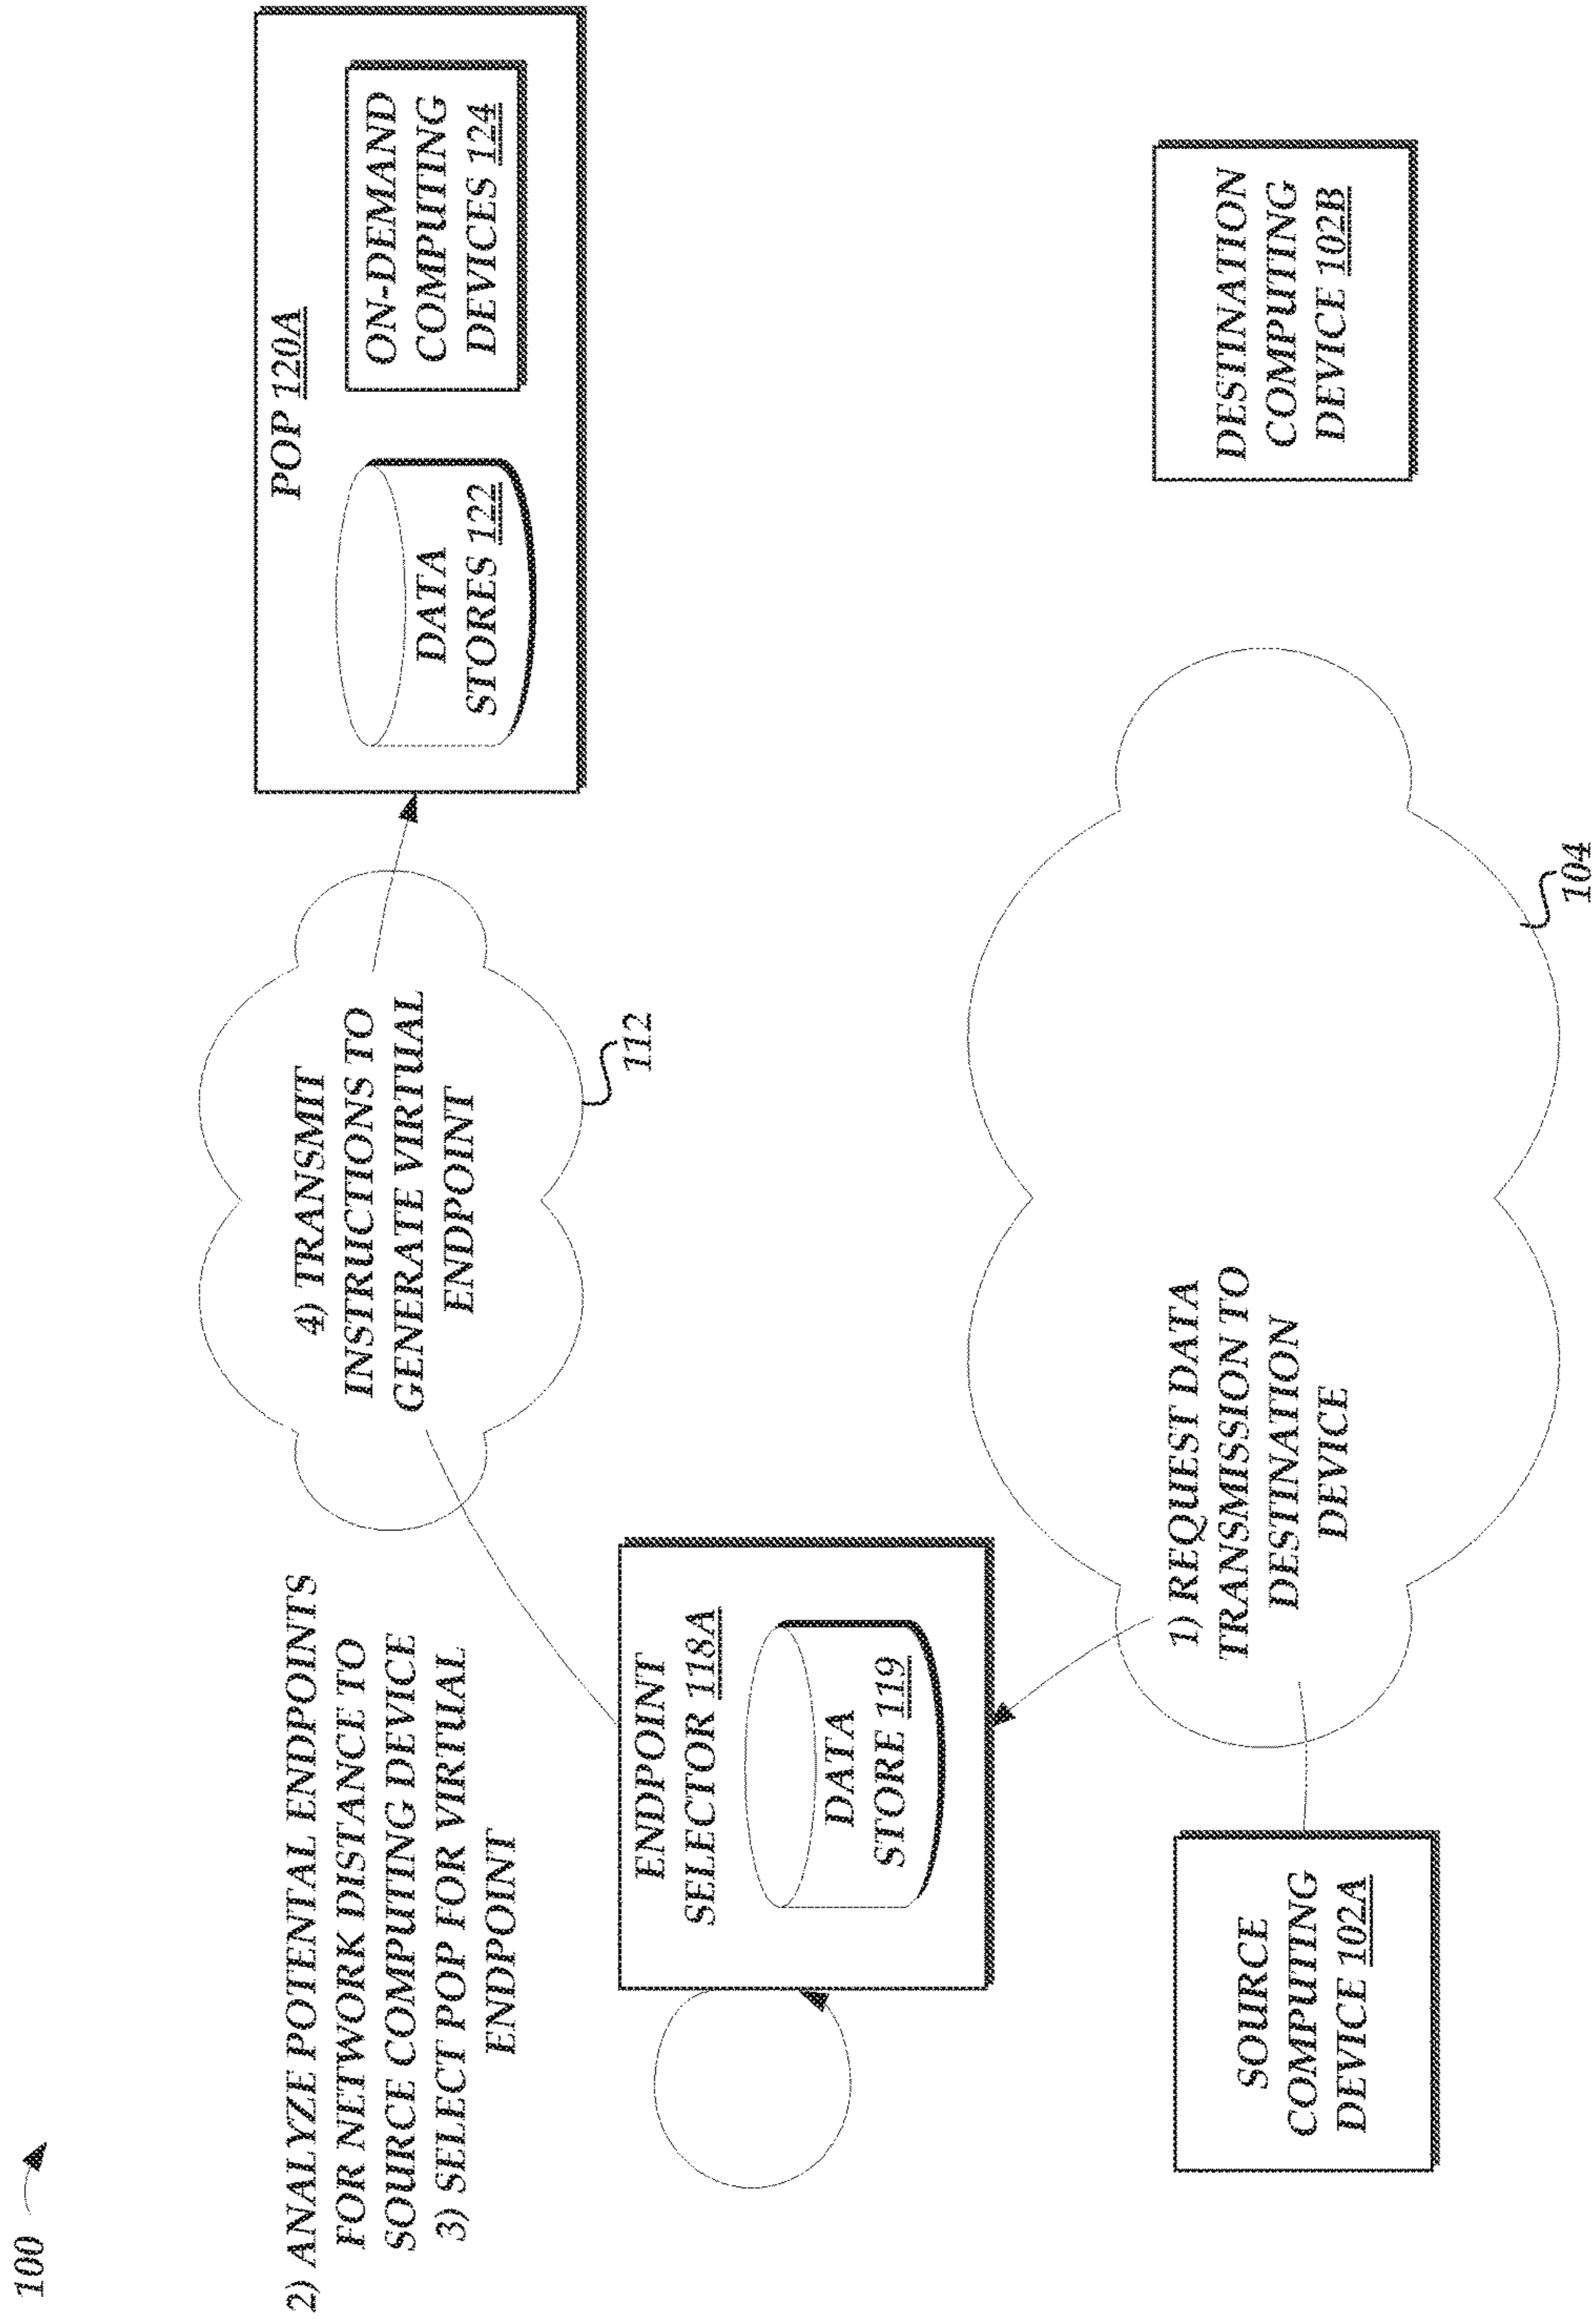 100
2) ANALYZE POTENTIAL ENDPOINTS
FOR NETWORK DISTANCE TO
SOURCE COMPUTING DEVICE
3) SELECT POP FOR VIRTUAL
ENDPOINT
4) TRANSMIT
INSTRUCTIONS TO
GENERATE VIRTUAL
ENDPOINT
112
POP 120A
DATA
STORES 122
ON-DEMAND
COMPUTING
DEVICES 124
ENDPOINT
SELECTOR 118A
DATA
STORE 119
SOURCE
COMPUTING
DEVICE 102A
1) REQUEST DATA
TRANSMISSION TO
DESTINATION
DEVICE
104
DESTINATION
COMPUTING
DEVICE 102B